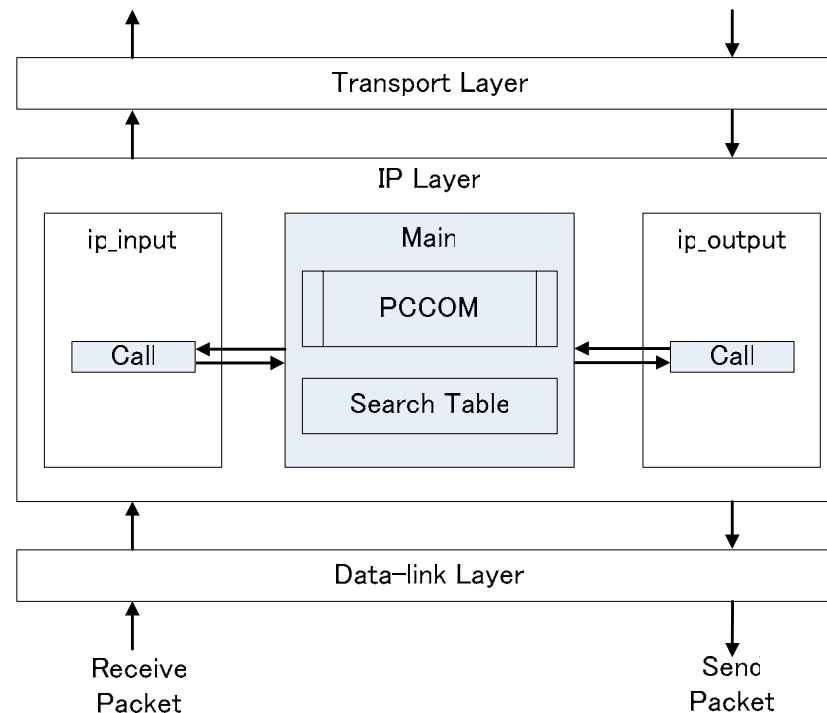 Transport Layer
IP Layer
ip_input
Main
ip_output
PCCOM
Call
Call
Search Table
Data-link Layer
Receive
Packet
Send
Packet